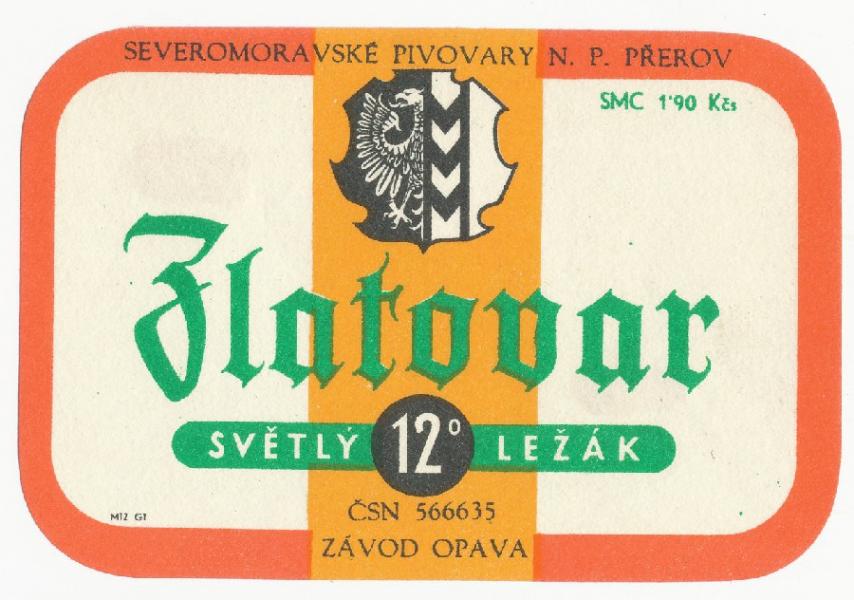 SEVEROMORAVSKÉ PIVOVARY N. P. PŘEROV
SMC 1'90 Kčs
Zlatovar
SVĚTLÝ 12° LEŽÁK
ČSN 566635
M12 G1
ZÁVOD OPAVA